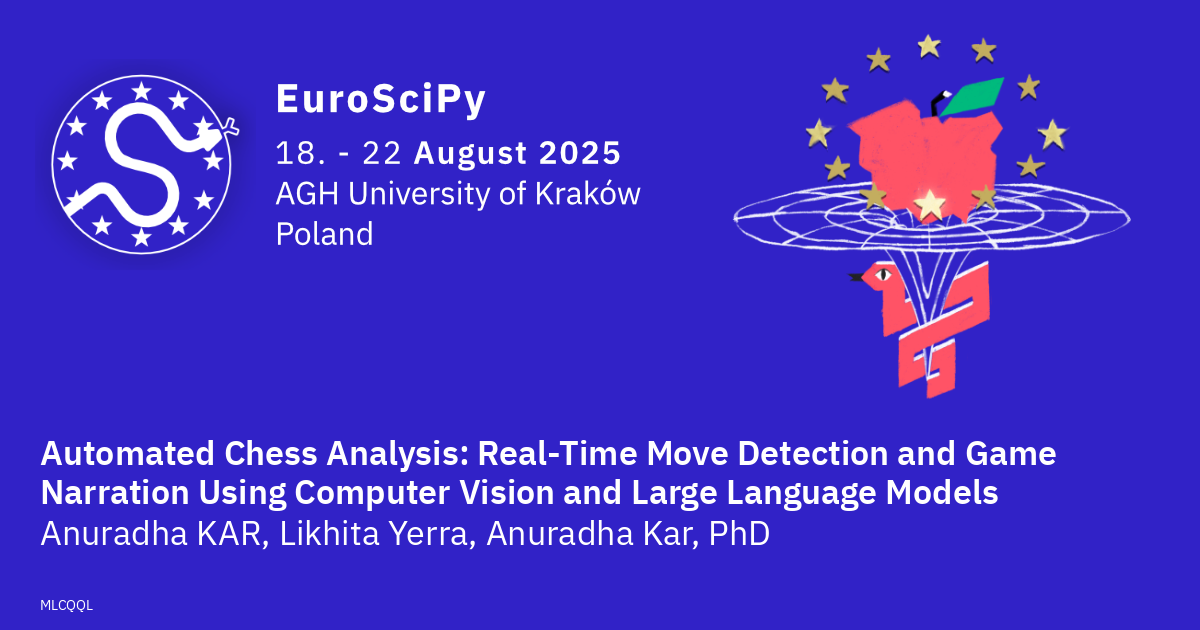 EuroSciPy
18. - 22 August 2025
AGH University of Kraków
Poland
Automated Chess Analysis: Real-Time Move Detection and Game
Narration Using Computer Vision and Large Language Models
Anuradha KAR, Likhita Yerra, Anuradha Kar, PhD
MLCQQL